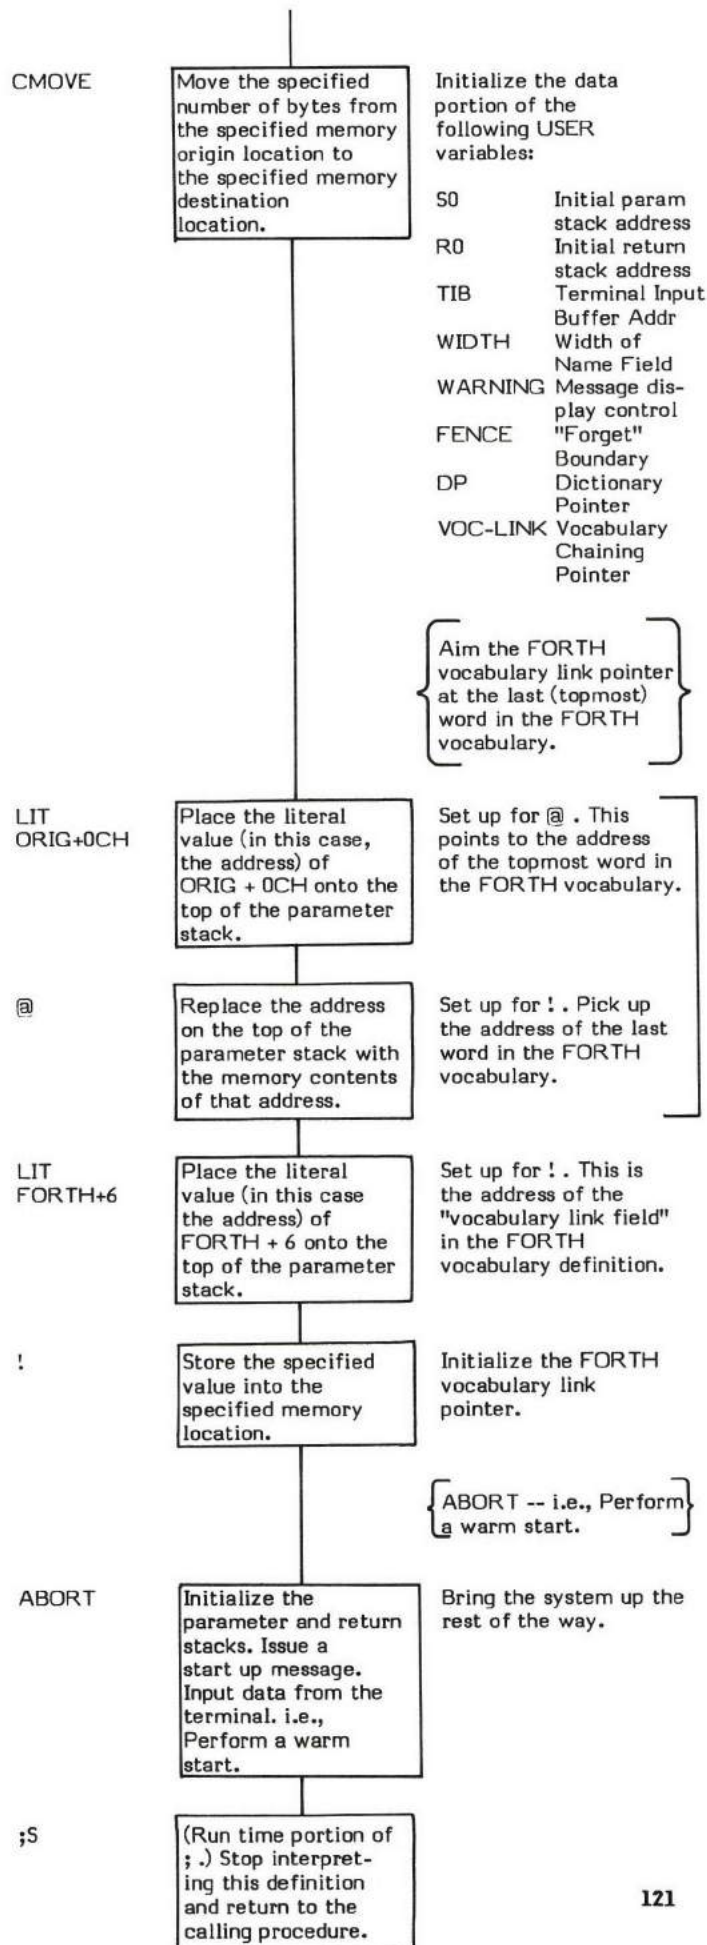 CMOVE
Move the specified
number of bytes from
the specified memory
origin location to
the specified memory
destination
location.
Initialize the data
portion of the
following USER
variables:
S0 Initial param
stack address
R0 Initial return
stack address
TIB Terminal Input
Buffer Addr
WIDTH Width of
Name Field
WARNING Message dis-
play control
FENCE "Forget"
Boundary
DP Dictionary
Pointer
VOC-LINK Vocabulary
Chaining
Pointer
Aim the FORTH
vocabulary link pointer
at the last (topmost)
word in the FORTH
vocabulary.
LIT
ORIG+0CH
Place the literal
value (in this case,
the address) of
ORIG + 0CH onto the
top of the parameter
stack.
Set up for @ . This
points to the address
of the topmost word in
the FORTH vocabulary.
@
Replace the address
on the top of the
parameter stack with
the memory contents
of that address.
Set up for ! . Pick up
the address of the last
word in the FORTH
vocabulary.
LIT
FORTH+6
Place the literal
value (in this case
the address) of
FORTH + 6 onto the
top of the parameter
stack.
Set up for ! . This is
the address of the
"vocabulary link field"
in the FORTH
vocabulary definition.
!
Store the specified
value into the
specified memory
location.
Initialize the FORTH
vocabulary link
pointer.
ABORT -- i.e., Perform
a warm start.
ABORT
Initialize the
parameter and return
stacks. Issue a
start up message.
Input data from the
terminal. i.e.,
Perform a warm
start.
Bring the system up the
rest of the way.
;S
(Run time portion of
; .) Stop interpret-
ing this definition
and return to the
calling procedure.
121